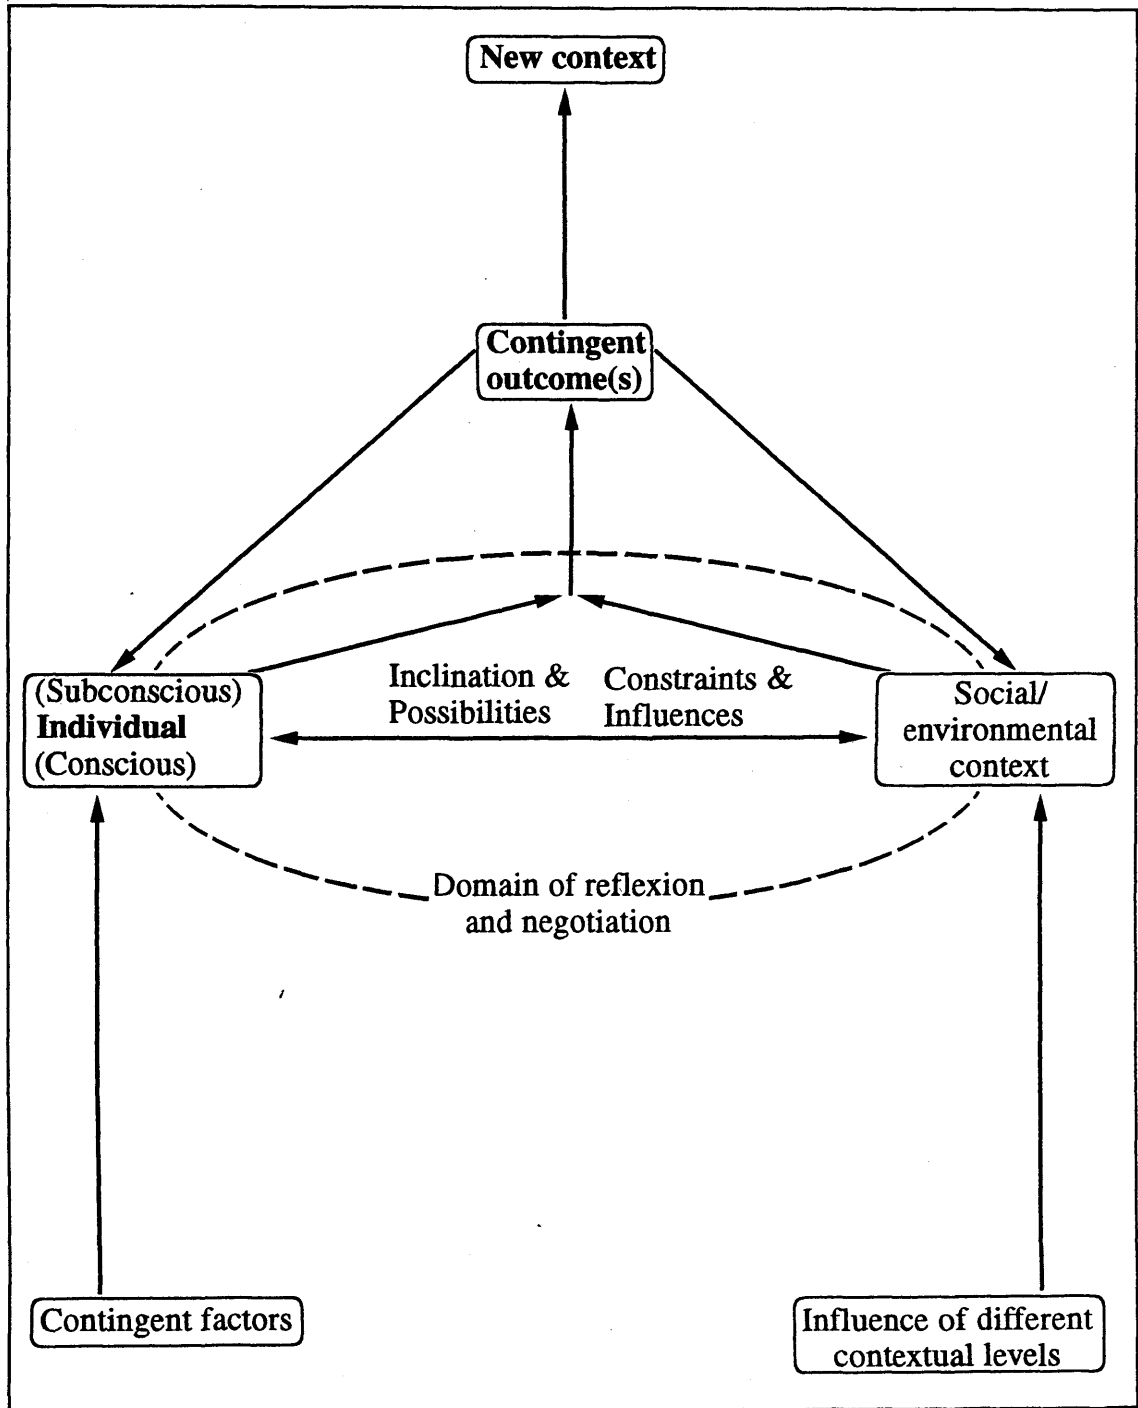 New context
Contingent
outcome(s)
Inclination &
Possibilities
Constraints &
Influences
(Subconscious)
Individual
(Conscious)
Social/
environmental
context
Domain of reflexion
and negotiation
Contingent factors
Influence of different
contextual levels